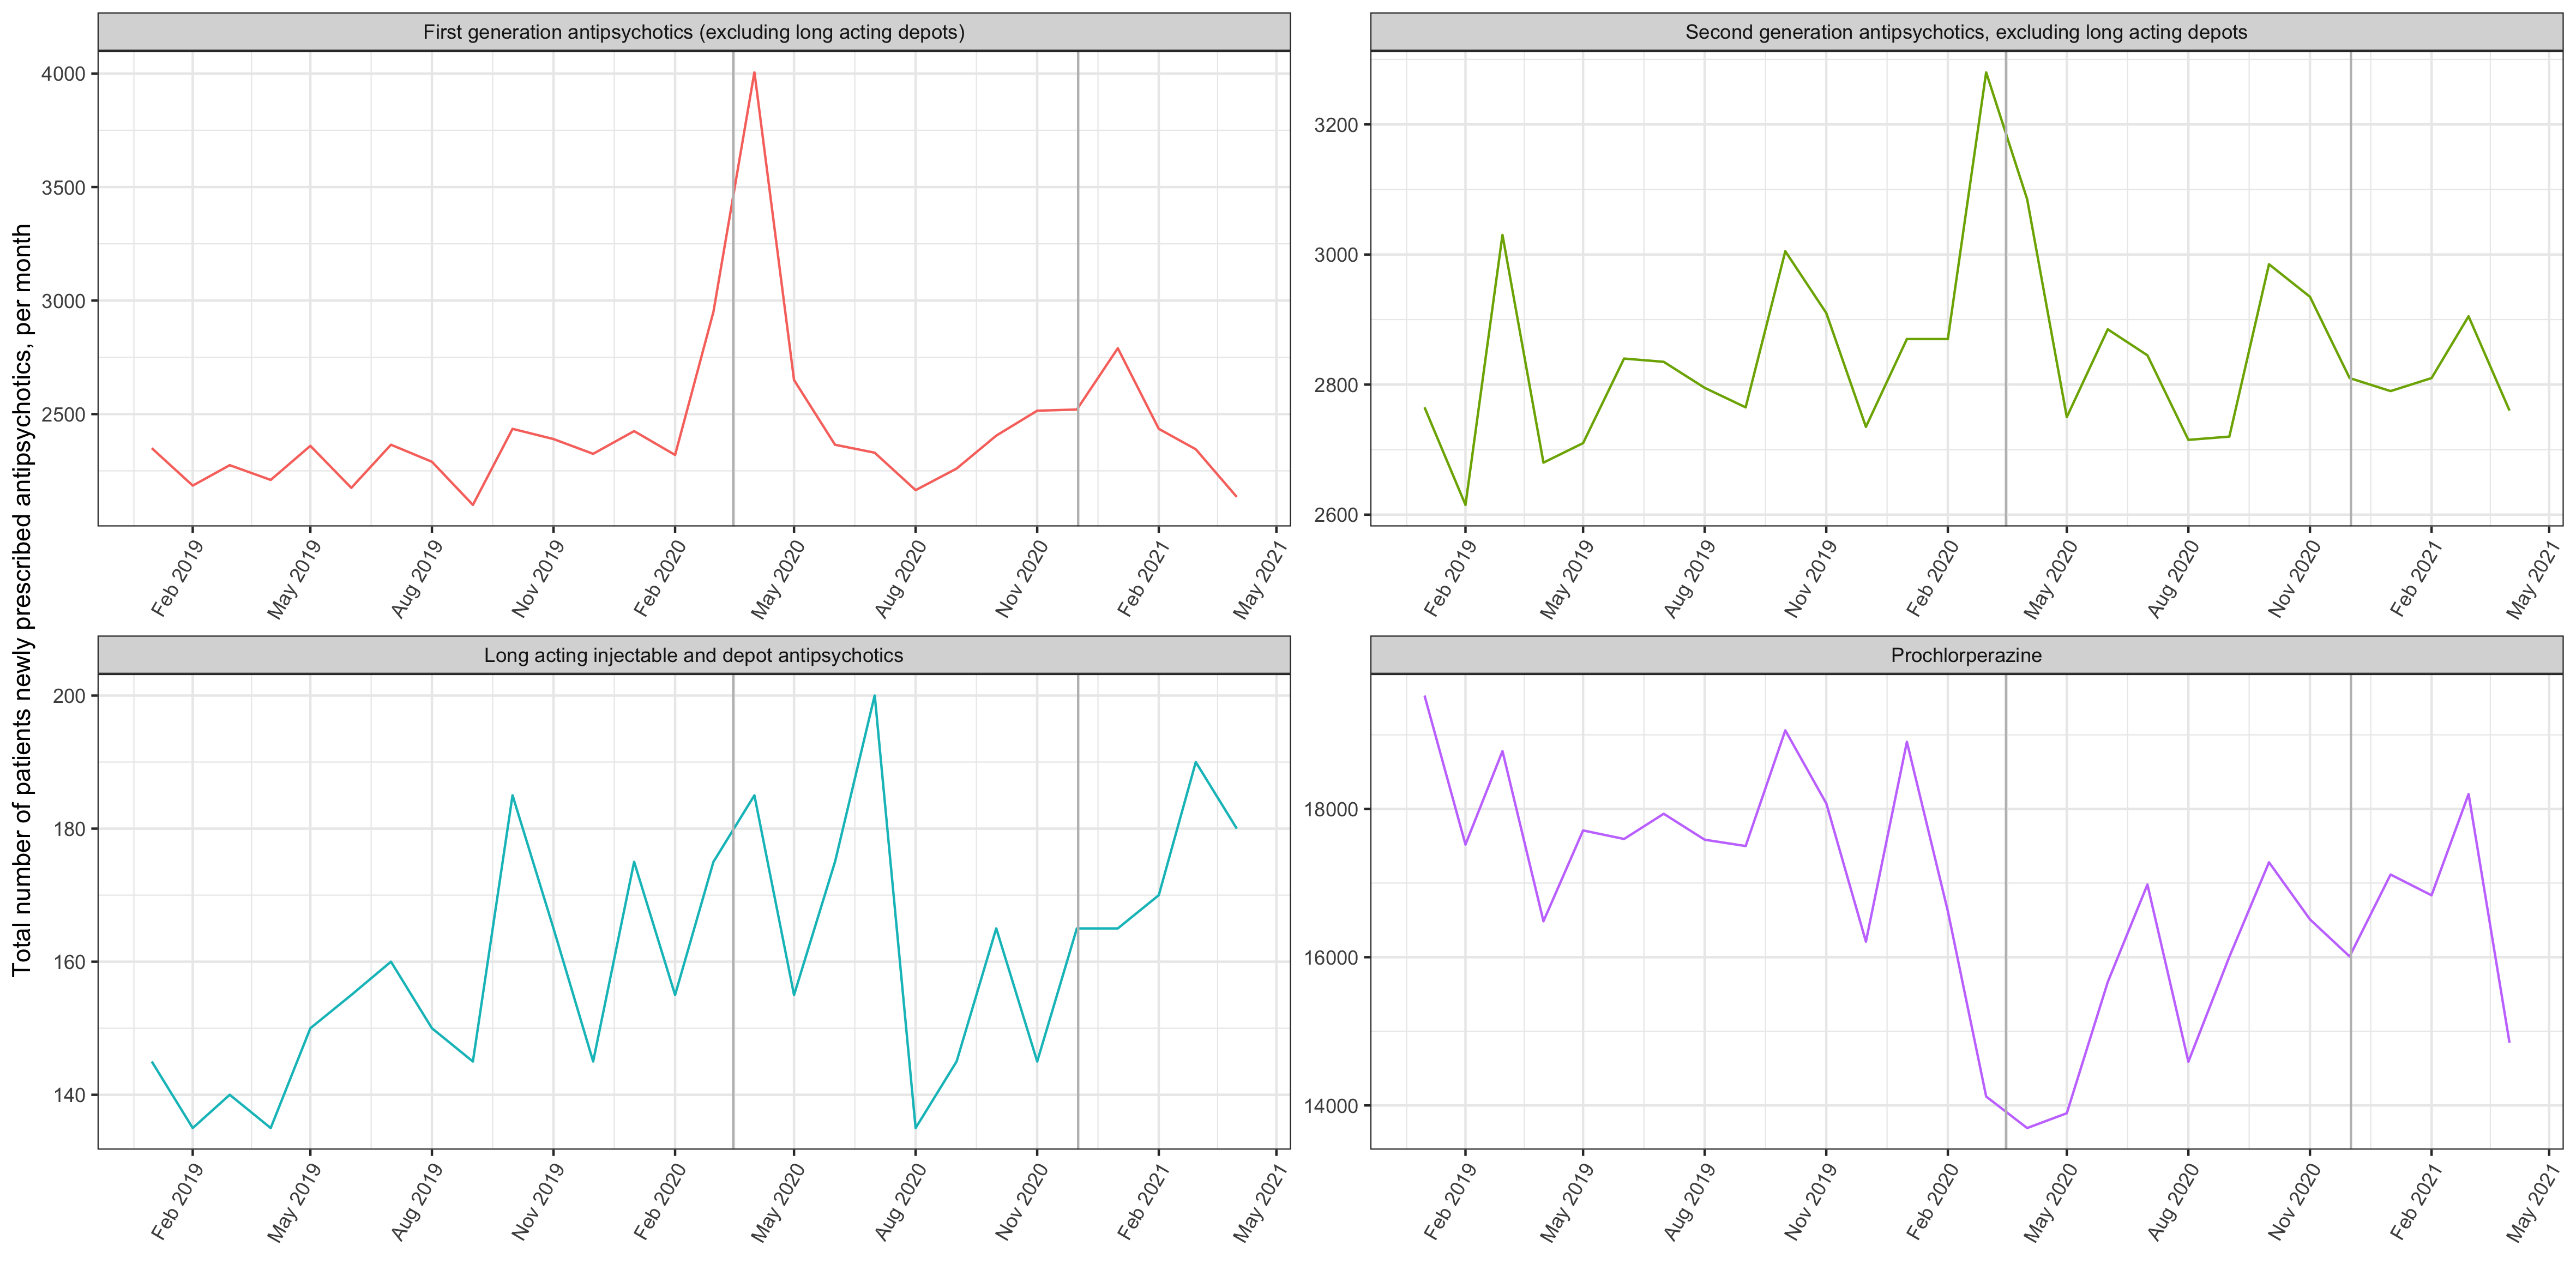 Total number of patients newly prescribed antipsychotics, per month
First generation antipsychotics (excluding long acting depots)
4000
3500
3000
2500
Feb 2019
May 2019
Aug 2019
Nov 2019
Feb 2020
May 2020
Aug 2020
Nov 2020
Feb 2021
May 2021
Second generation antipsychotics, excluding long acting depots
3200
3000
2800
2600
Feb 2019
May 2019
Aug 2019
Nov 2019
Feb 2020
May 2020
Aug 2020
Nov 2020
Feb 2021
May 2021
Long acting injectable and depot antipsychotics
200
180
160
140
Feb 2019
May 2019
Aug 2019
Nov 2019
Feb 2020
May 2020
Aug 2020
Nov 2020
Feb 2021
May 2021
Prochlorperazine
18000
16000
14000
Feb 2019
May 2019
Aug 2019
Nov 2019
Feb 2020
May 2020
Aug 2020
Nov 2020
Feb 2021
May 2021